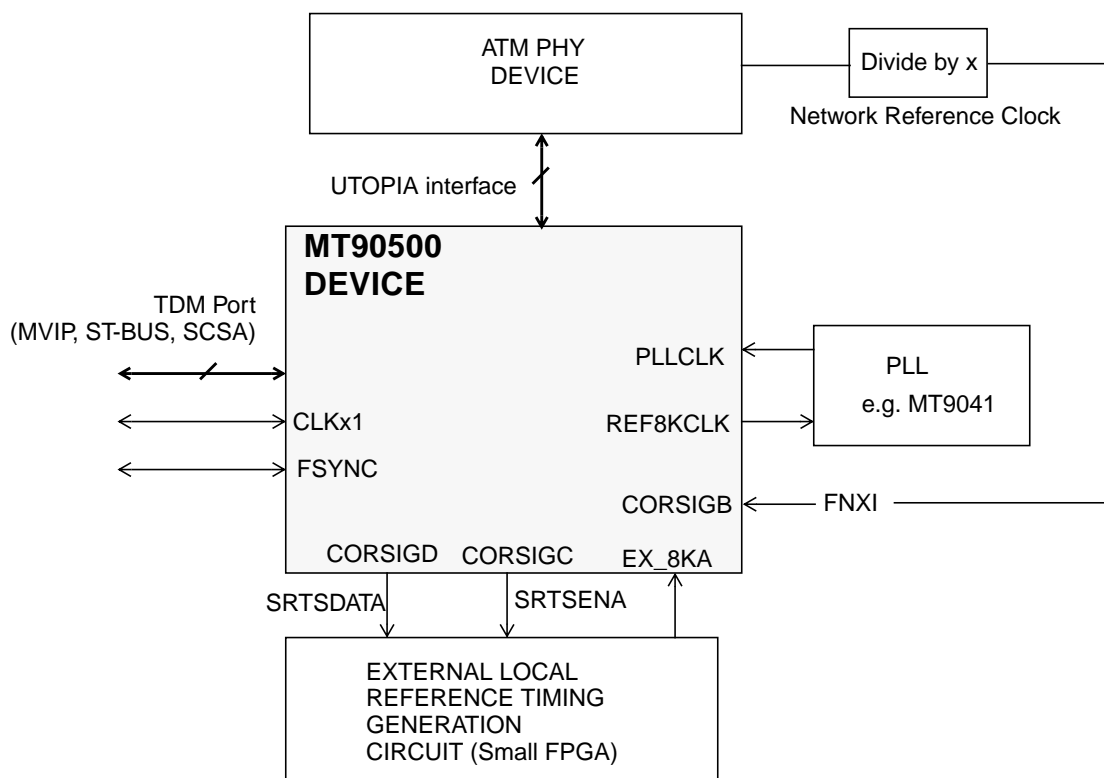 ATM PHY
DEVICE
Divide by x
Network Reference Clock
UTOPIA interface
MT90500
DEVICE
TDM Port
(MVIP, ST-BUS, SCSA)
PLLCLK
PLL
e.g. MT9041
CLKx1
REF8KCLK
FSYNC
CORSIGB
FNXI
CORSIGD
CORSIGC
EX_8KA
SRTSDATA
SRTSENA
EXTERNAL LOCAL
REFERENCE TIMING
GENERATION
CIRCUIT (Small FPGA)